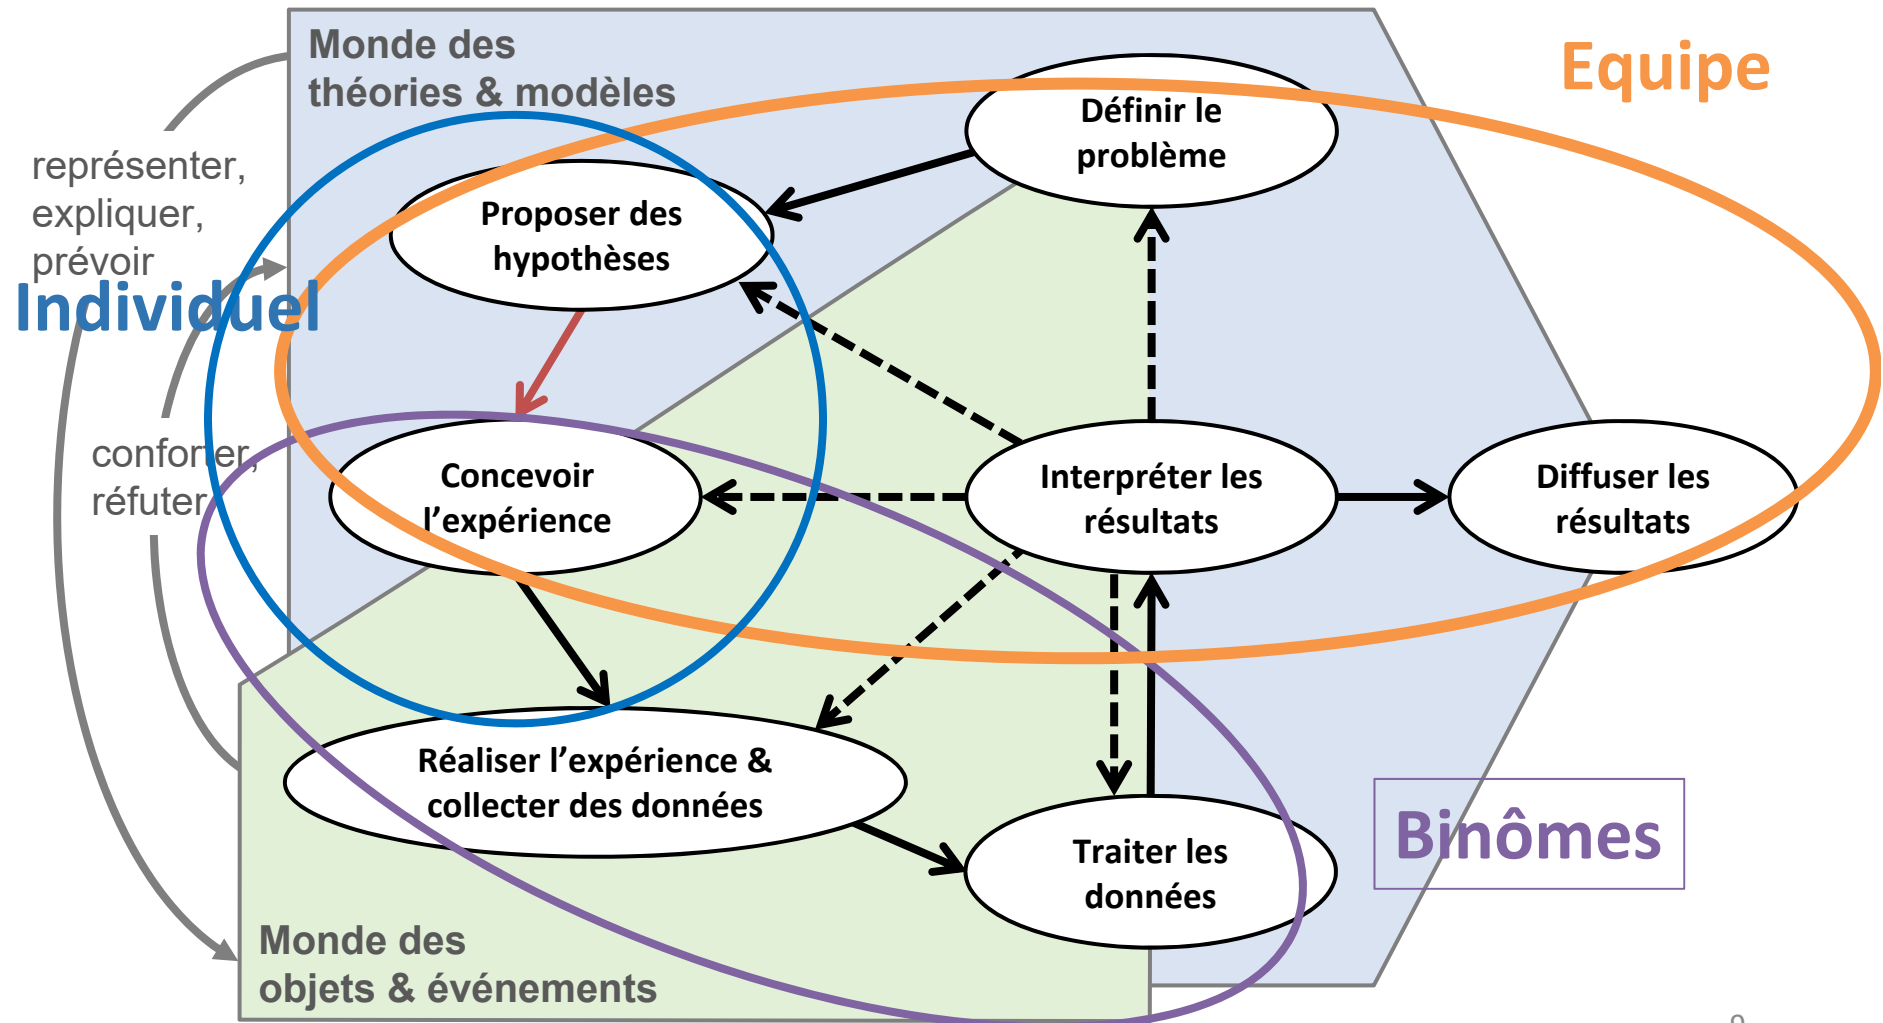 Monde des
théories & modèles
Equipe
Définir le
problème
représenter,
expliquer,
prévoir
Proposer des
hypothèses
Individuel
conforter,
réfuter
Concevoir
l’expérience
Interpréter les
résultats
Diffuser les
résultats
Réaliser l’expérience &
collecter des données
Traiter les
données
Binômes
Monde des
objets & événements